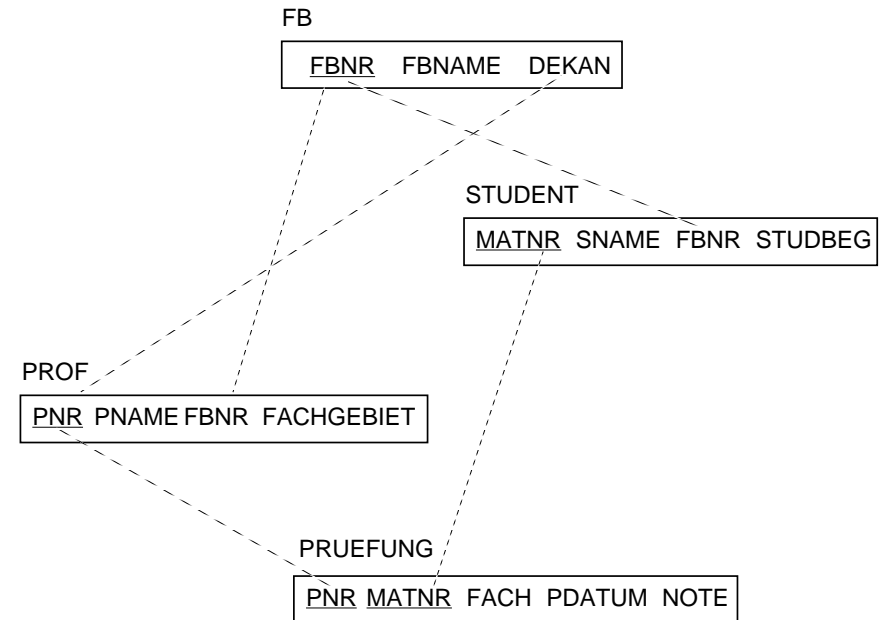 FB
FBNR FBNAME DEKAN
STUDENT
MATNR SNAME FBNR STUDBEG
PROF
PNR PNAME FBNR FACHGEBIET
PRUEFUNG
PNR MATNR FACH PDATUM NOTE